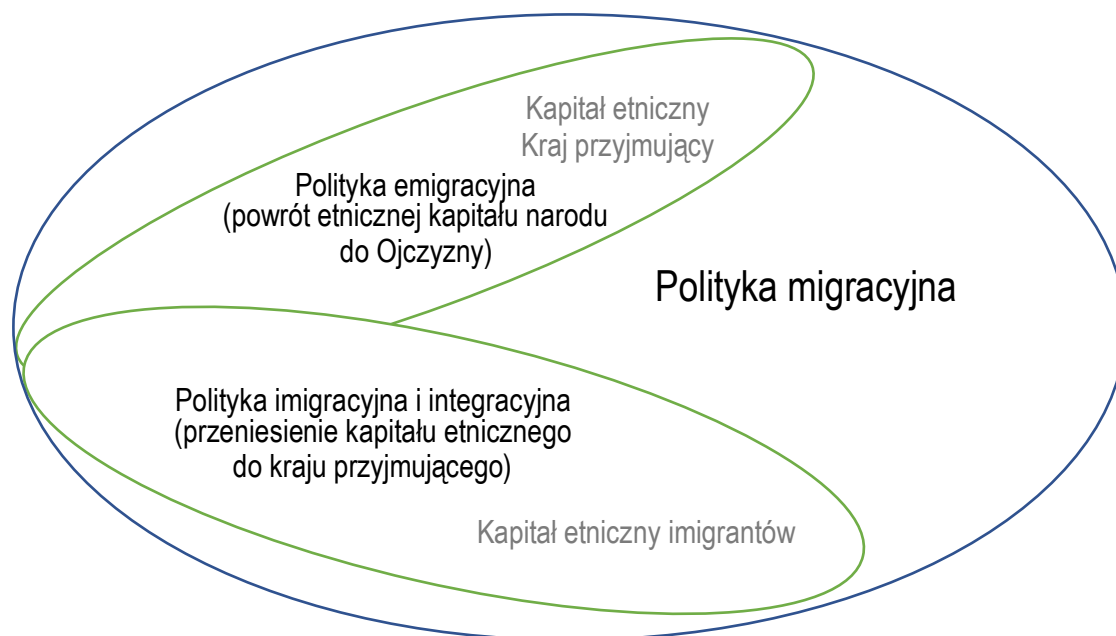 Kapitał etniczny
Kraj przyjmujący
Polityka emigracyjna
(powrót etnicznej kapitału narodu
do Ojczyzny)
Polityka migracyjna
Polityka imigracyjna i integracyjna
(przeniesienie kapitału etnicznego
do kraju przyjmującego)
Kapitał etniczny imigrantów